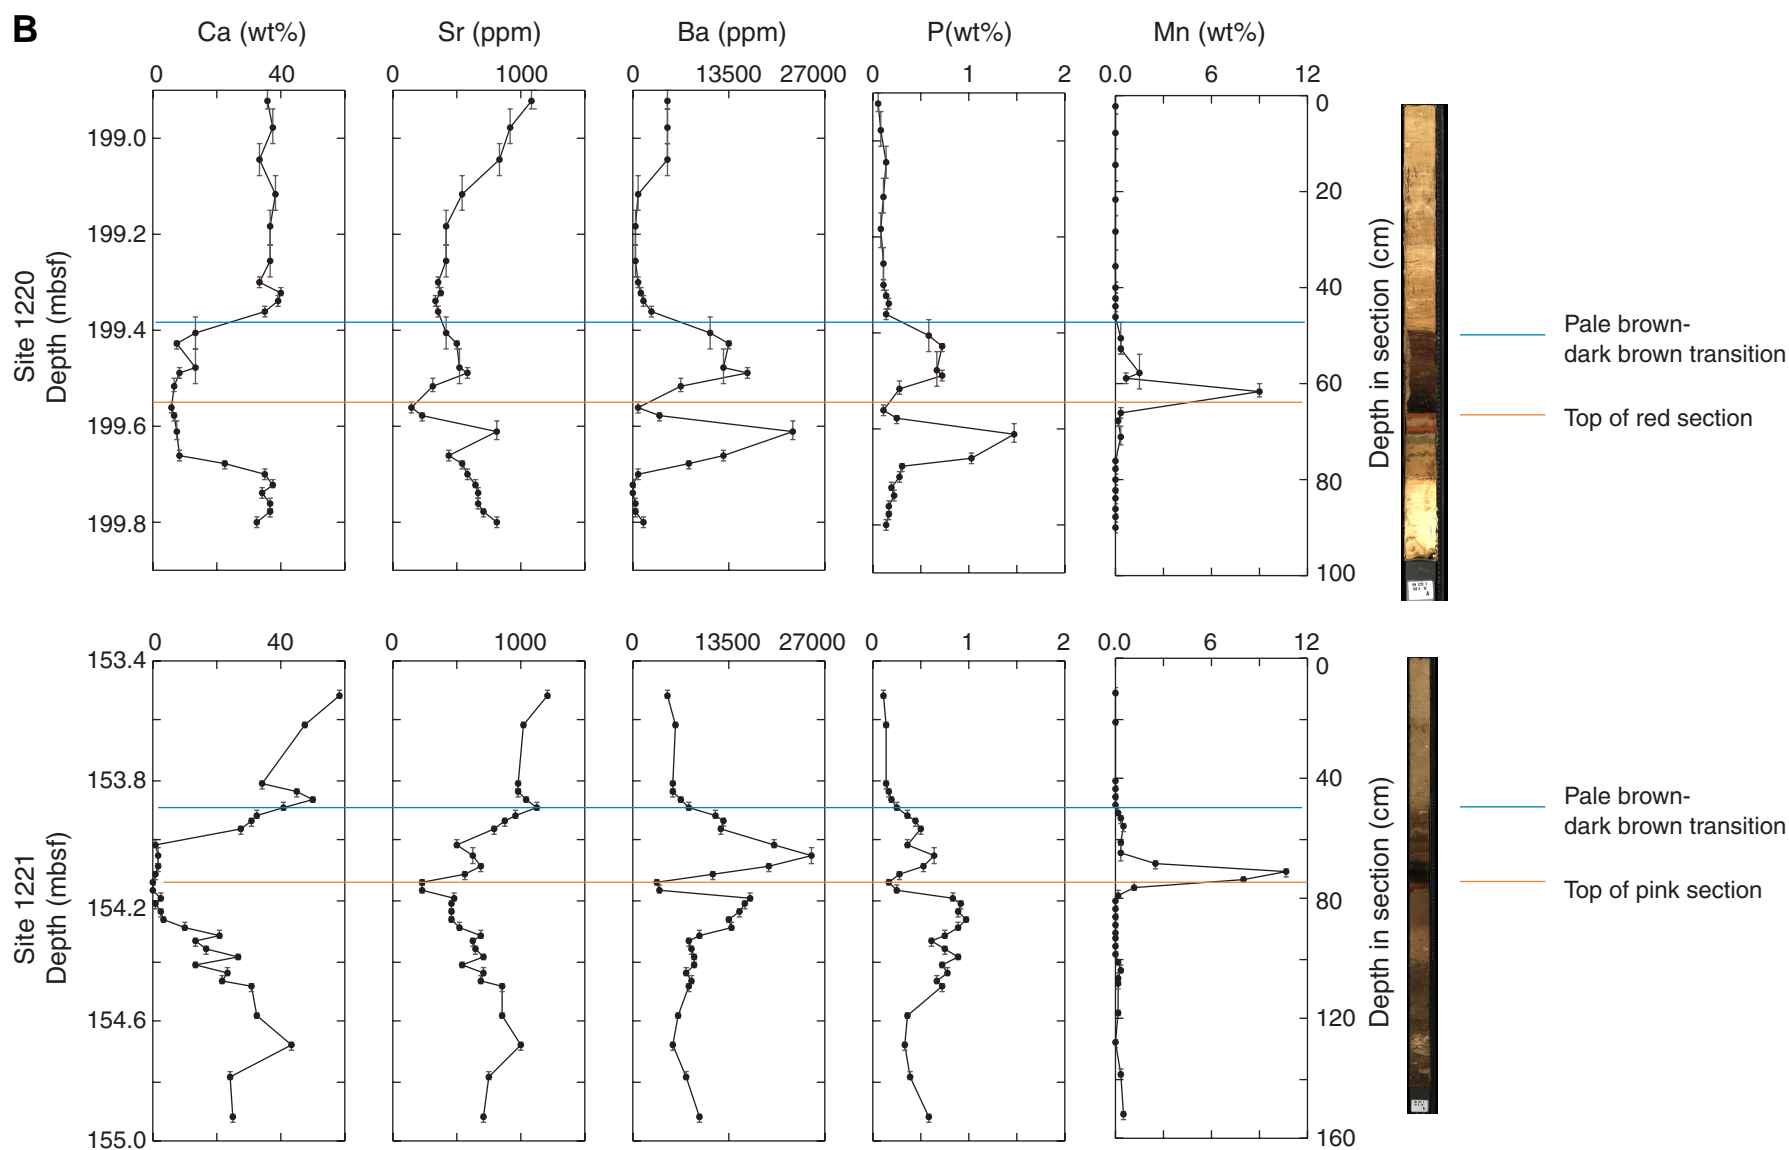 B
Ca (wt%) Sr (ppm) Ba (ppm) P(wt%) Mn (wt%)
0 40 0 1000 0 13500 27000 0 1 2 0.0 6 12
199.0
199.2
199.4
199.6
199.8
Site 1220
Depth (mbsf)
0
20
40
60
80
100
Depth in section (cm)
Pale brown-
dark brown transition
Top of red section
0 40 0 1000 0 13500 27000 0 1 2 0.0 6 12
153.4
153.8
154.2
154.6
155.0
Site 1221
Depth (mbsf)
0
40
80
120
160
Depth in section (cm)
Pale brown-
dark brown transition
Top of pink section